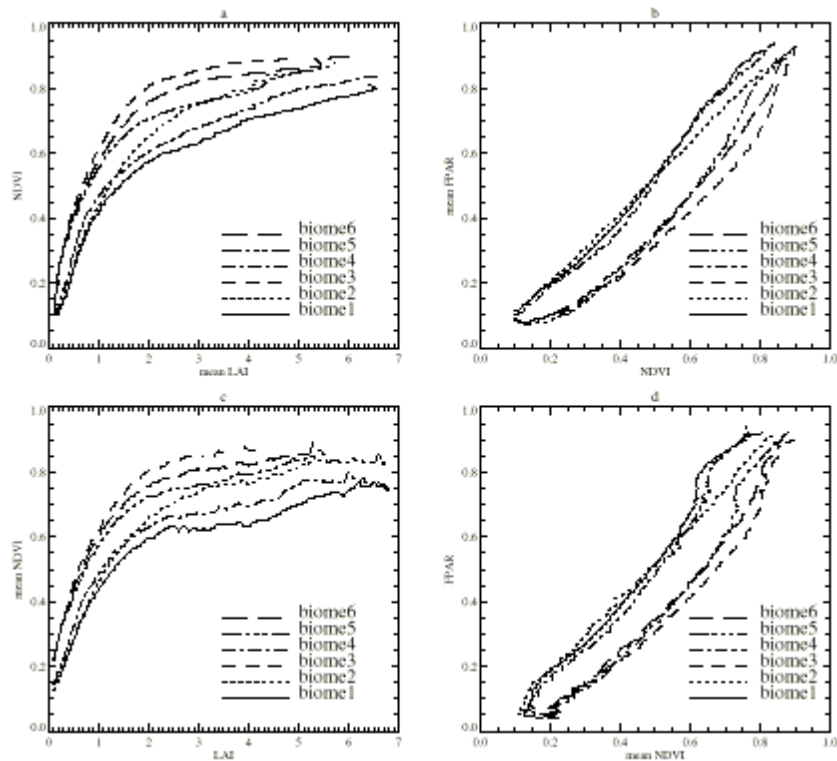 a
1.0
0.8
0.6
0.4
0.2
0.0
NDVI
biome6
biome5
biome4
biome3
biome2
biome1
0 1 2 3 4 5 6 7
mean LAI
b
1.0
0.8
0.6
0.4
0.2
0.0
mean FPAR
biome6
biome5
biome4
biome3
biome2
biome1
0.0 0.2 0.4 0.6 0.8 1.0
NDVI
c
1.0
0.8
0.6
0.4
0.2
0.0
mean NDVI
biome6
biome5
biome4
biome3
biome2
biome1
0 1 2 3 4 5 6 7
LAI
d
1.0
0.8
0.6
0.4
0.2
0.0
FPAR
biome6
biome5
biome4
biome3
biome2
biome1
0.0 0.2 0.4 0.6 0.8 1.0
mean NDVI